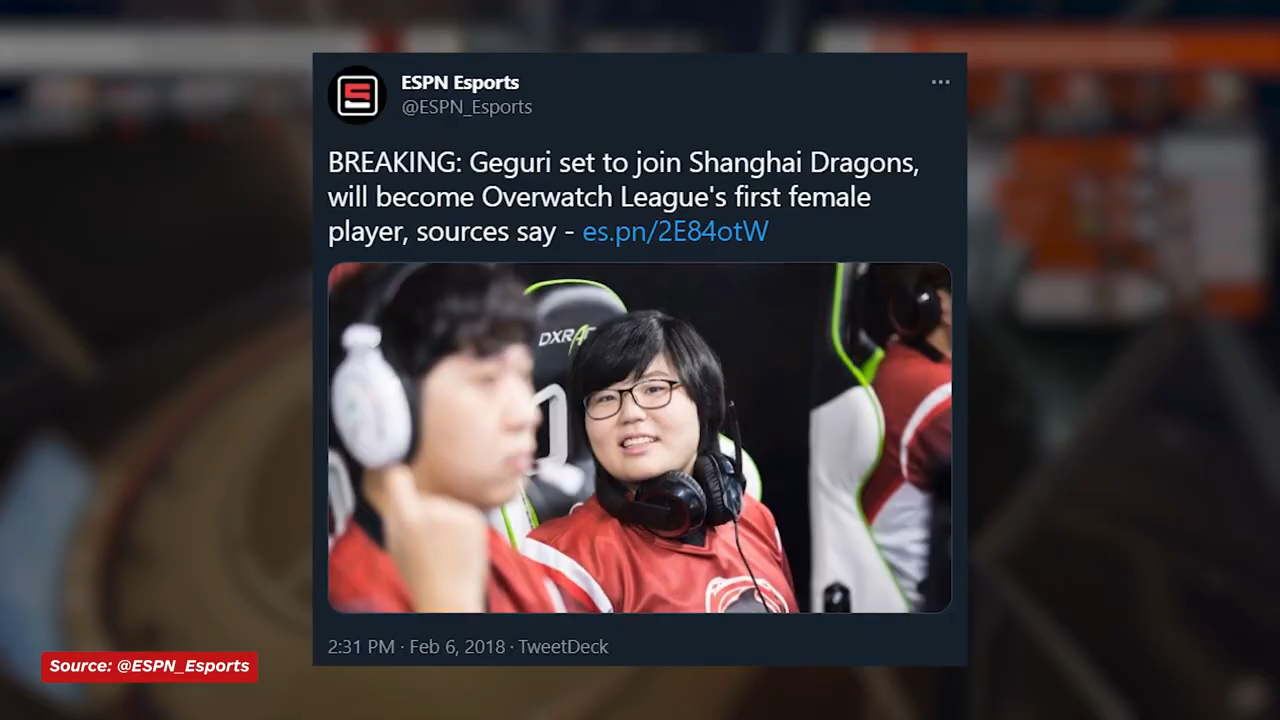 ESPN Esports
@ESPN_Esports
BREAKING: Geguri set to join Shanghai Dragons,
will become Overwatch League's first female
player, sources say - es.pn/2E84otW
DXR
2:31 PM · Feb 6, 2018 · TweetDeck
Source: @ESPN_Esports